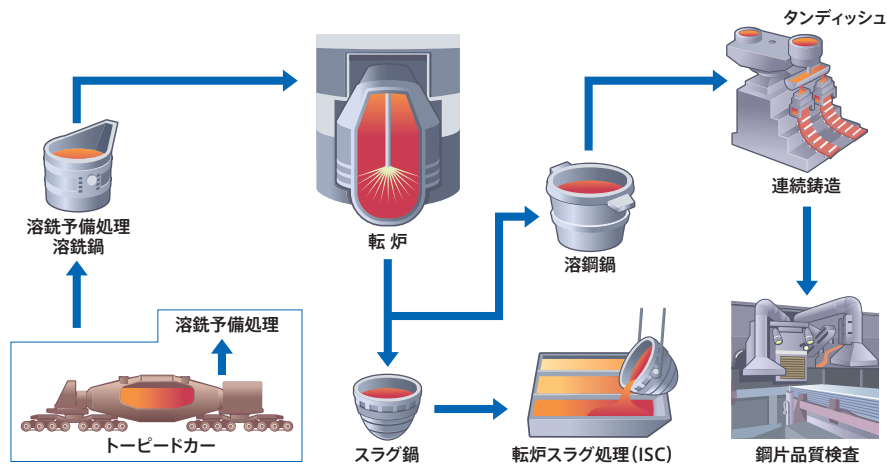 タンディッシュ
溶銑予備処理
溶銑鍋
転 炉
溶鋼鍋
連続鋳造
溶銑予備処理
トーピードカー
スラグ鍋
転炉スラグ処理(ISC)
鋼片品質検査